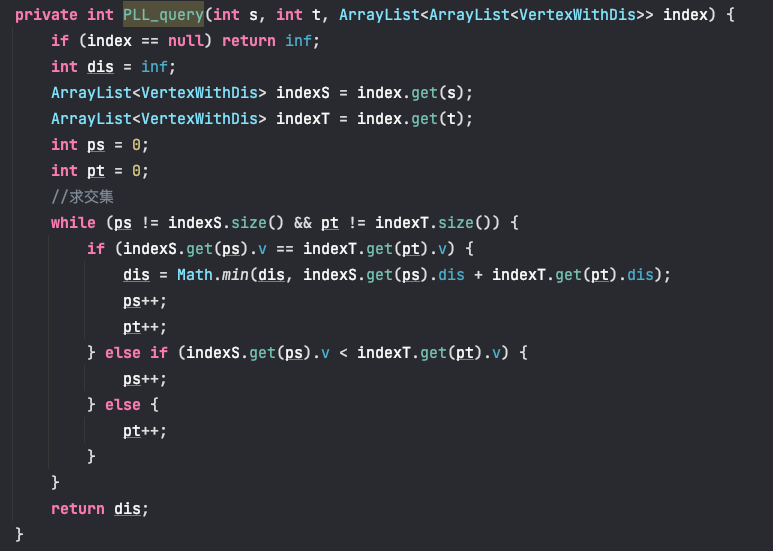 private int PLL_query(int s, int t, ArrayList<ArrayList<VertexWithDis>> index) {
    if (index == null) return inf;
    int dis = inf;
    ArrayList<VertexWithDis> indexS = index.get(s);
    ArrayList<VertexWithDis> indexT = index.get(t);
    int ps = 0;
    int pt = 0;
    //求交集
    while (ps != indexS.size() && pt != indexT.size()) {
        if (indexS.get(ps).v == indexT.get(pt).v) {
            dis = Math.min(dis, indexS.get(ps).dis + indexT.get(pt).dis);
            ps++;
            pt++;
        } else if (indexS.get(ps).v < indexT.get(pt).v) {
            ps++;
        } else {
            pt++;
        }
    }
    return dis;
}